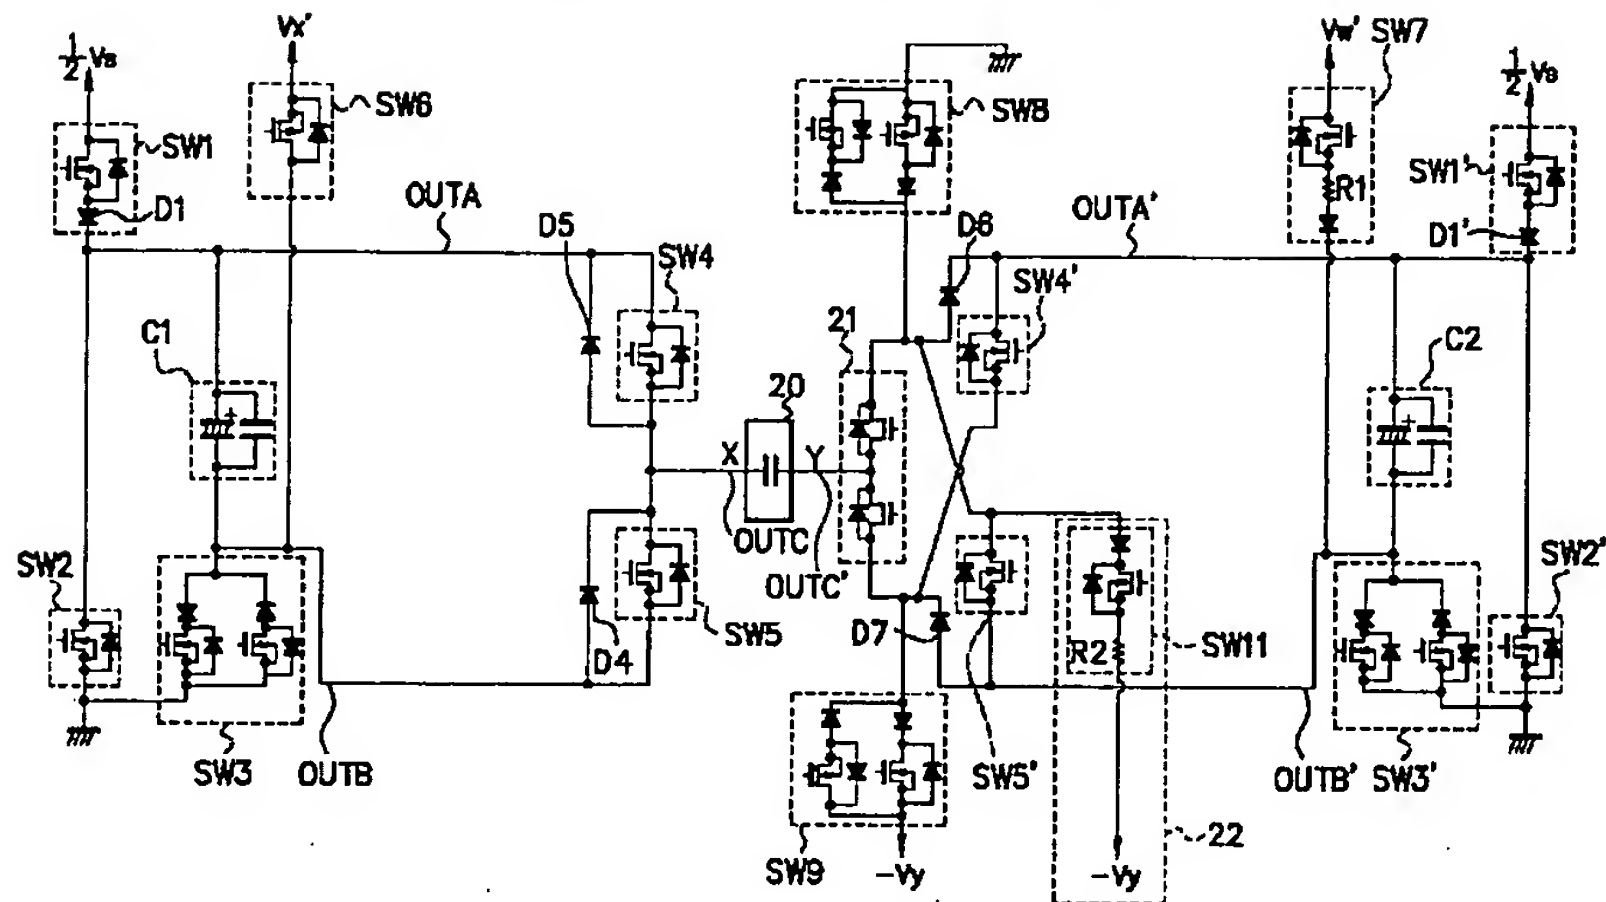 Vx'
Vw'
SW7
1/2 Vs
1/2 Vs
SW6
SW8
SW1
SW1'
R1
D1
OUTA
OUTA'
D1'
D5
D6
SW4
SW4'
C1
21
C2
20
X
Y
OUTC
OUTC'
SW2
SW2'
SW5
D4
D7
R2
SW11
SW3
OUTB
SW5'
OUTB'
SW3'
22
SW9
-Vy
-Vy